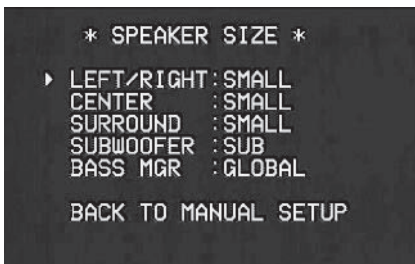 * SPEAKER SIZE *
LEFT/RIGHT:SMALL
CENTER :SMALL
SURROUND :SMALL
SUBWOOFER :SUB
BASS MGR :GLOBAL
BACK TO MANUAL SETUP